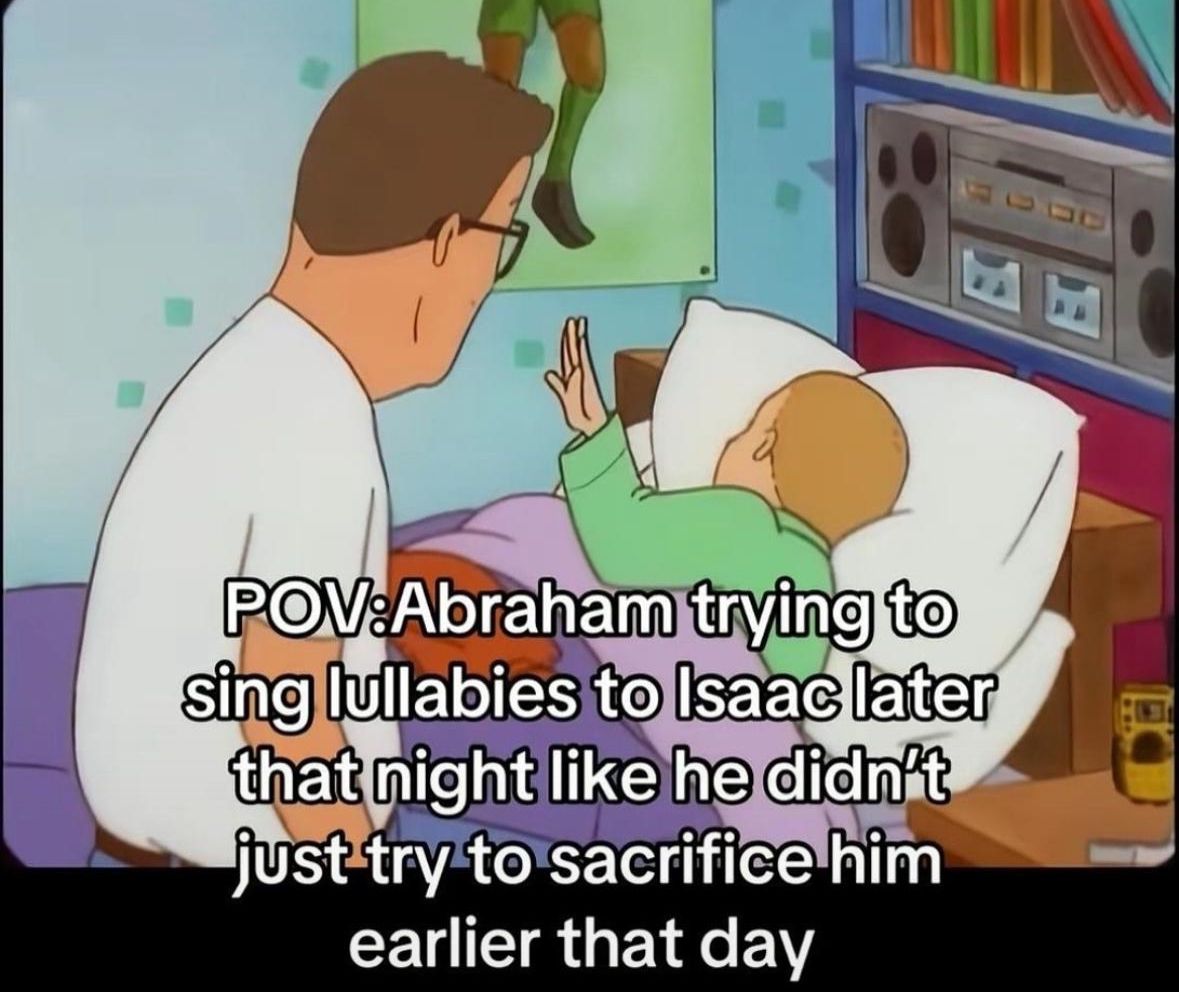 POV:Abraham trying to
sing lullabies to Isaac later
that night like he didn’t
just try to sacrifice him
earlier that day